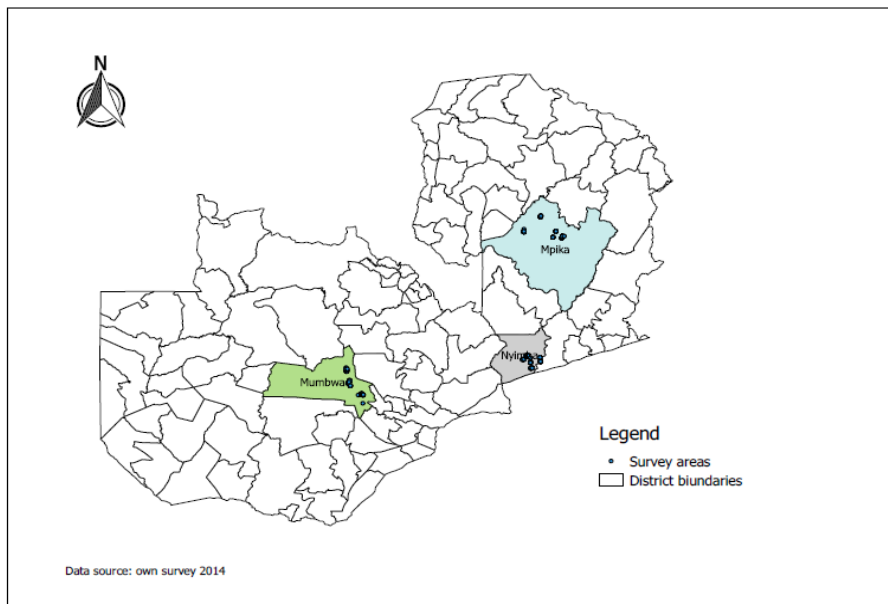 N
Mpika
Nyimba
Mumbwa
Legend
Survey areas
District biundaries
Data source: own survey 2014